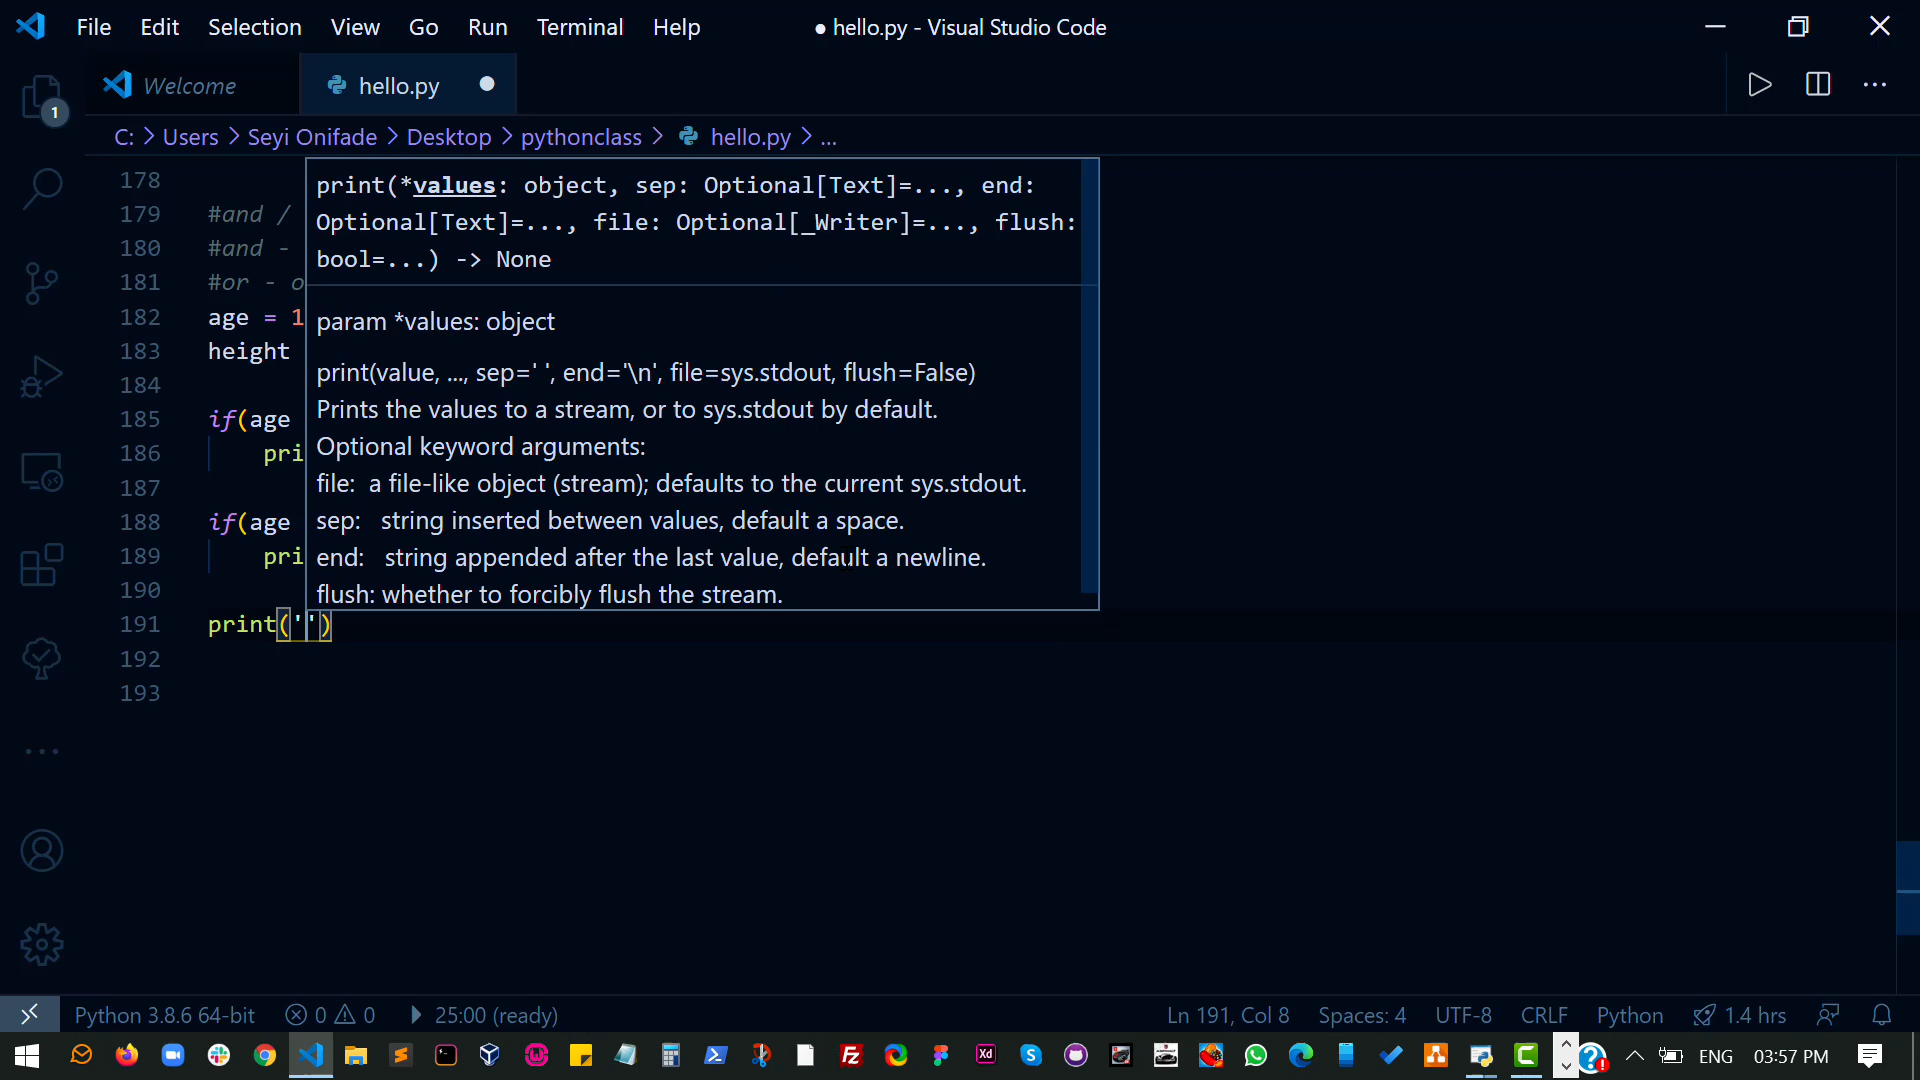 File Edit Selection View Go Run Terminal Help ● hello.py - Visual Studio Code
Welcome hello.py
1
C: > Users > Seyi Onifade > Desktop > pythonclass > hello.py > ...
178
179 #and /
180 #and -
181 #or - o
182 age = 1
183 height
184
185 if(age
186 pri
187
188 if(age
189 pri
190
191 print('')
192
193
print(*values: object, sep: Optional[Text]=..., end:
Optional[Text]=..., file: Optional[_Writer]=..., flush:
bool=...) -> None
param *values: object
print(value, ..., sep=' ', end='\n', file=sys.stdout, flush=False)
Prints the values to a stream, or to sys.stdout by default.
Optional keyword arguments:
file: a file-like object (stream); defaults to the current sys.stdout.
sep: string inserted between values, default a space.
end: string appended after the last value, default a newline.
flush: whether to forcibly flush the stream.
Python 3.8.6 64-bit 0 0 25:00 (ready) Ln 191, Col 8 Spaces: 4 UTF-8 CRLF Python 1.4 hrs
Xd ENG 03:57 PM